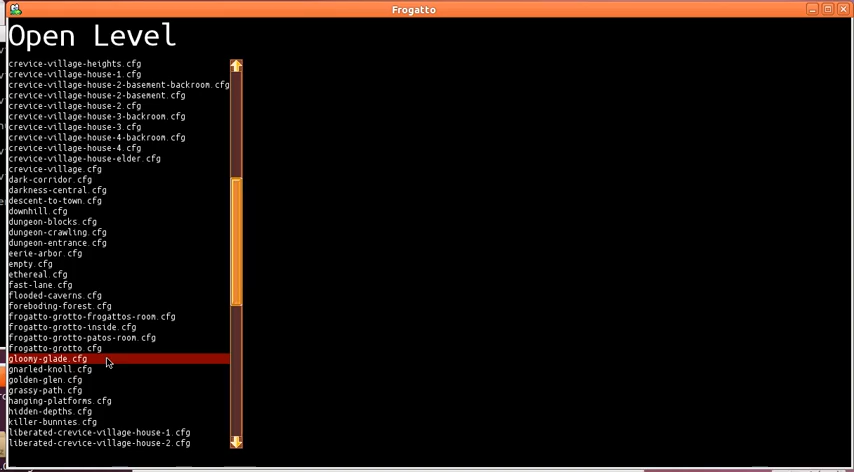 Frogatto
Open Level
crevice-village-heights.cfg
crevice-village-house-1.cfg
crevice-village-house-2-basement-backroom.cfg
crevice-village-house-2-basement.cfg
crevice-village-house-2.cfg
crevice-village-house-3-backroom.cfg
crevice-village-house-3.cfg
crevice-village-house-4-backroom.cfg
crevice-village-house-4.cfg
crevice-village-house-elder.cfg
crevice-village.cfg
dark-corridor.cfg
darkness-central.cfg
descent-to-town.cfg
downhill.cfg
dungeon-blocks.cfg
dungeon-crawling.cfg
dungeon-entrance.cfg
eerie-arbor.cfg
empty.cfg
ethereal.cfg
fast-lane.cfg
flooded-caverns.cfg
foreboding-forest.cfg
frogatto-grotto-frogattos-room.cfg
frogatto-grotto-inside.cfg
frogatto-grotto-patos-room.cfg
frogatto-grotto.cfg
gloomy-glade.cfg
gnarled-knoll.cfg
golden-glen.cfg
grassy-path.cfg
hanging-platforms.cfg
hidden-depths.cfg
killer-bunnies.cfg
liberated-crevice-village-house-1.cfg
liberated-crevice-village-house-2.cfg